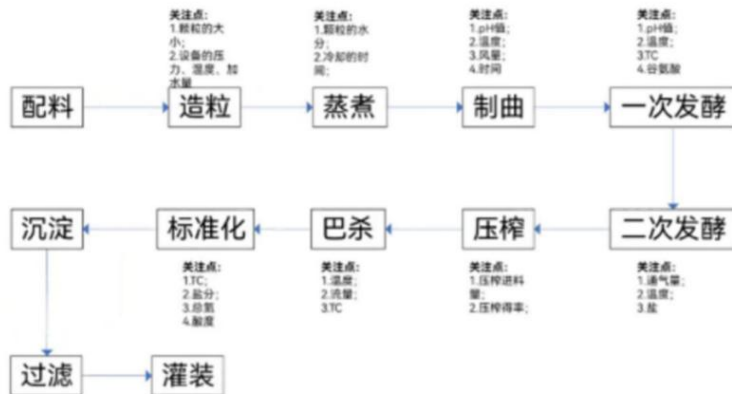 关注点:
1.颗粒的大
小;
2.设备的压
力、温度、加
水量
关注点:
1.颗粒的水
分;
2.冷却的时
间;
关注点:
1.pH值;
2.温度;
3.风量;
4.时间
关注点:
1.pH值;
2.温度;
3.TC
4.谷氨酸
配料
造粒
蒸煮
制曲
一次发酵
沉淀
标准化
巴杀
压榨
二次发酵
关注点:
1.TC;
2.盐分;
3.总氮
4.酸度
关注点:
1.温度;
2.流量;
3.TC
关注点:
1.压榨进料
量;
2.压榨得率;
关注点:
1.通气量;
2.温度;
3.盐
过滤
灌装